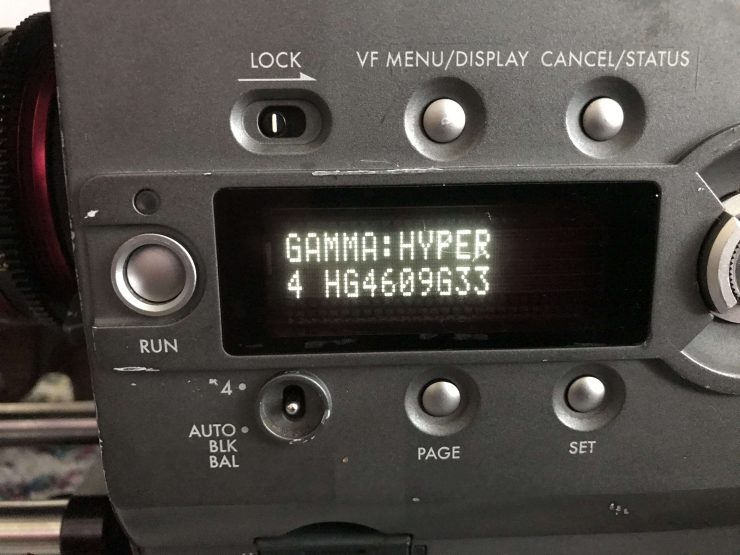 LOCK
VF MENU/DISPLAY
CANCEL/STATUS
GAMMA:HYPER
4 HG4609G33
RUN
4
AUTO
BLK
BAL
PAGE
SET